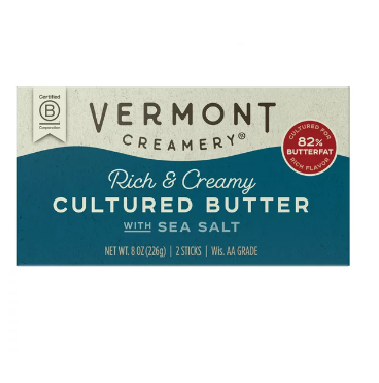 Certified
B
Corporation
VERMONT
CREAMERY®
CULTURED FOR
82%
BUTTERFAT
RICH FLAVOR
Rich & Creamy
CULTURED BUTTER
WITH SEA SALT
NET WT. 8 OZ (226g) | 2 STICKS | Wis. AA GRADE